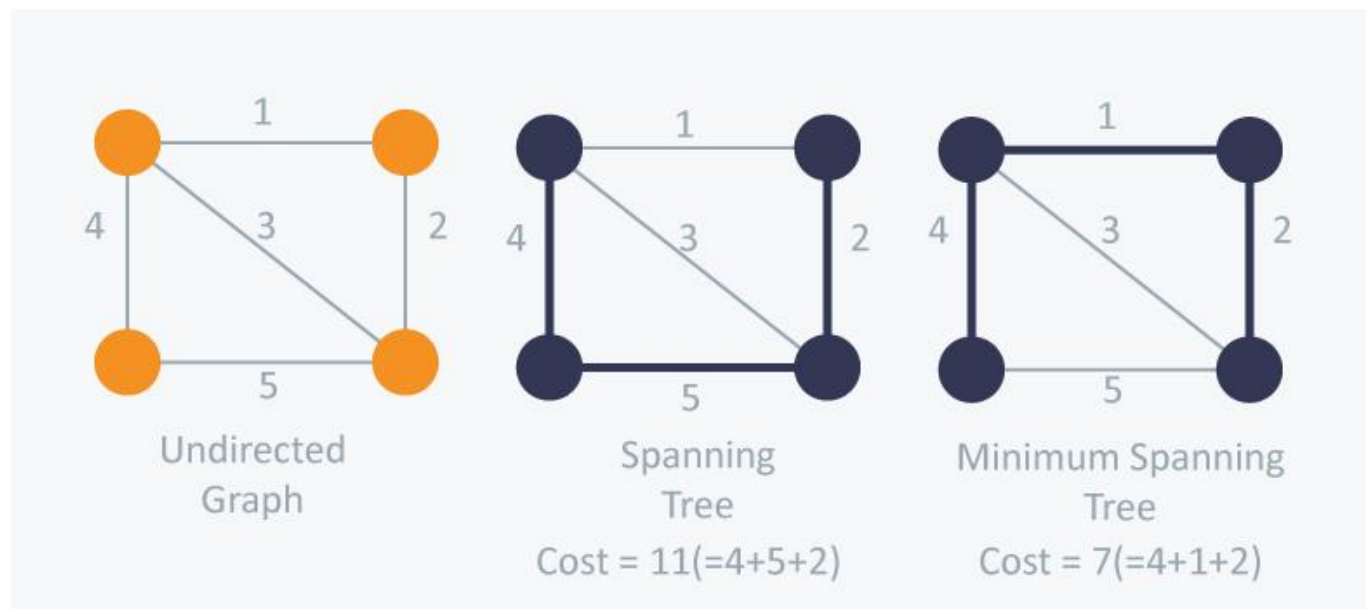 1
4
3
2
5
Undirected
Graph
1
4
3
2
5
Spanning
Tree
Cost = 11(=4+5+2)
1
4
3
2
5
Minimum Spanning
Tree
Cost = 7(=4+1+2)